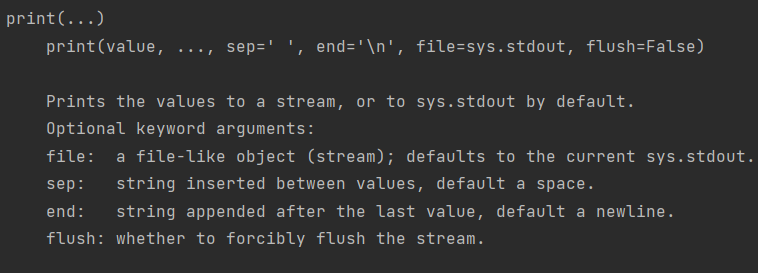 print(...)
    print(value, ..., sep=' ', end='\n', file=sys.stdout, flush=False)

    Prints the values to a stream, or to sys.stdout by default.
    Optional keyword arguments:
    file:  a file-like object (stream); defaults to the current sys.stdout.
    sep:   string inserted between values, default a space.
    end:   string appended after the last value, default a newline.
    flush: whether to forcibly flush the stream.